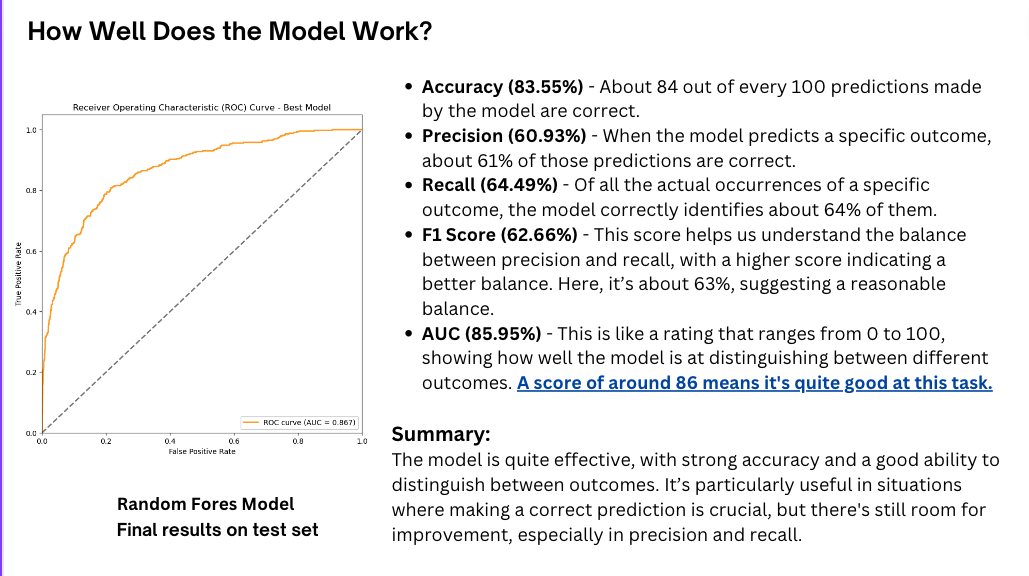 How Well Does the Model Work?
Receiver Operating Characteristic (ROC) Curve - Best Model
1.0
0.8
0.6
0.4
0.2
0.0
True Positive Rate
0.0 0.2 0.4 0.6 0.8 1.0
False Positive Rate
ROC curve (AUC = 0.867)
Random Fores Model
Final results on test set
• Accuracy (83.55%) - About 84 out of every 100 predictions made
by the model are correct.
• Precision (60.93%) - When the model predicts a specific outcome,
about 61% of those predictions are correct.
• Recall (64.49%) - Of all the actual occurrences of a specific
outcome, the model correctly identifies about 64% of them.
• F1 Score (62.66%) - This score helps us understand the balance
between precision and recall, with a higher score indicating a
better balance. Here, it’s about 63%, suggesting a reasonable
balance.
• AUC (85.95%) - This is like a rating that ranges from 0 to 100,
showing how well the model is at distinguishing between different
outcomes. A score of around 86 means it's quite good at this task.
Summary:
The model is quite effective, with strong accuracy and a good ability to
distinguish between outcomes. It’s particularly useful in situations
where making a correct prediction is crucial, but there's still room for
improvement, especially in precision and recall.